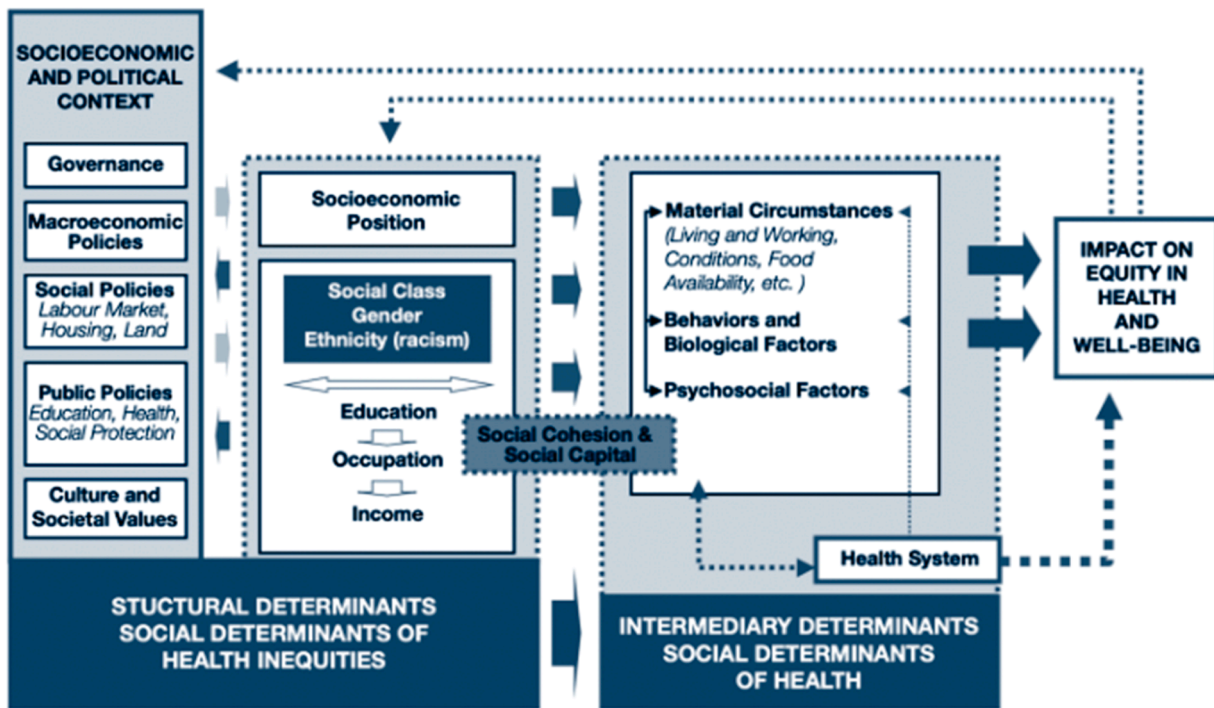 SOCIOECONOMIC
AND POLITICAL
CONTEXT
Governance
Macroeconomic
Policies
Social Policies
Labour Market,
Housing, Land
Public Policies
Education, Health,
Social Protection
Culture and
Societal Values
Socioeconomic
Position
Social Class
Gender
Ethnicity (racism)
Education
Occupation
Income
Social Cohesion &
Social Capital
Material Circumstances
(Living and Working,
Conditions, Food
Availability, etc. )
Behaviors and
Biological Factors
Psychosocial Factors
Health System
IMPACT ON
EQUITY IN
HEALTH
AND
WELL-BEING
STUCTURAL DETERMINANTS
SOCIAL DETERMINANTS OF
HEALTH INEQUITIES
INTERMEDIARY DETERMINANTS
SOCIAL DETERMINANTS
OF HEALTH